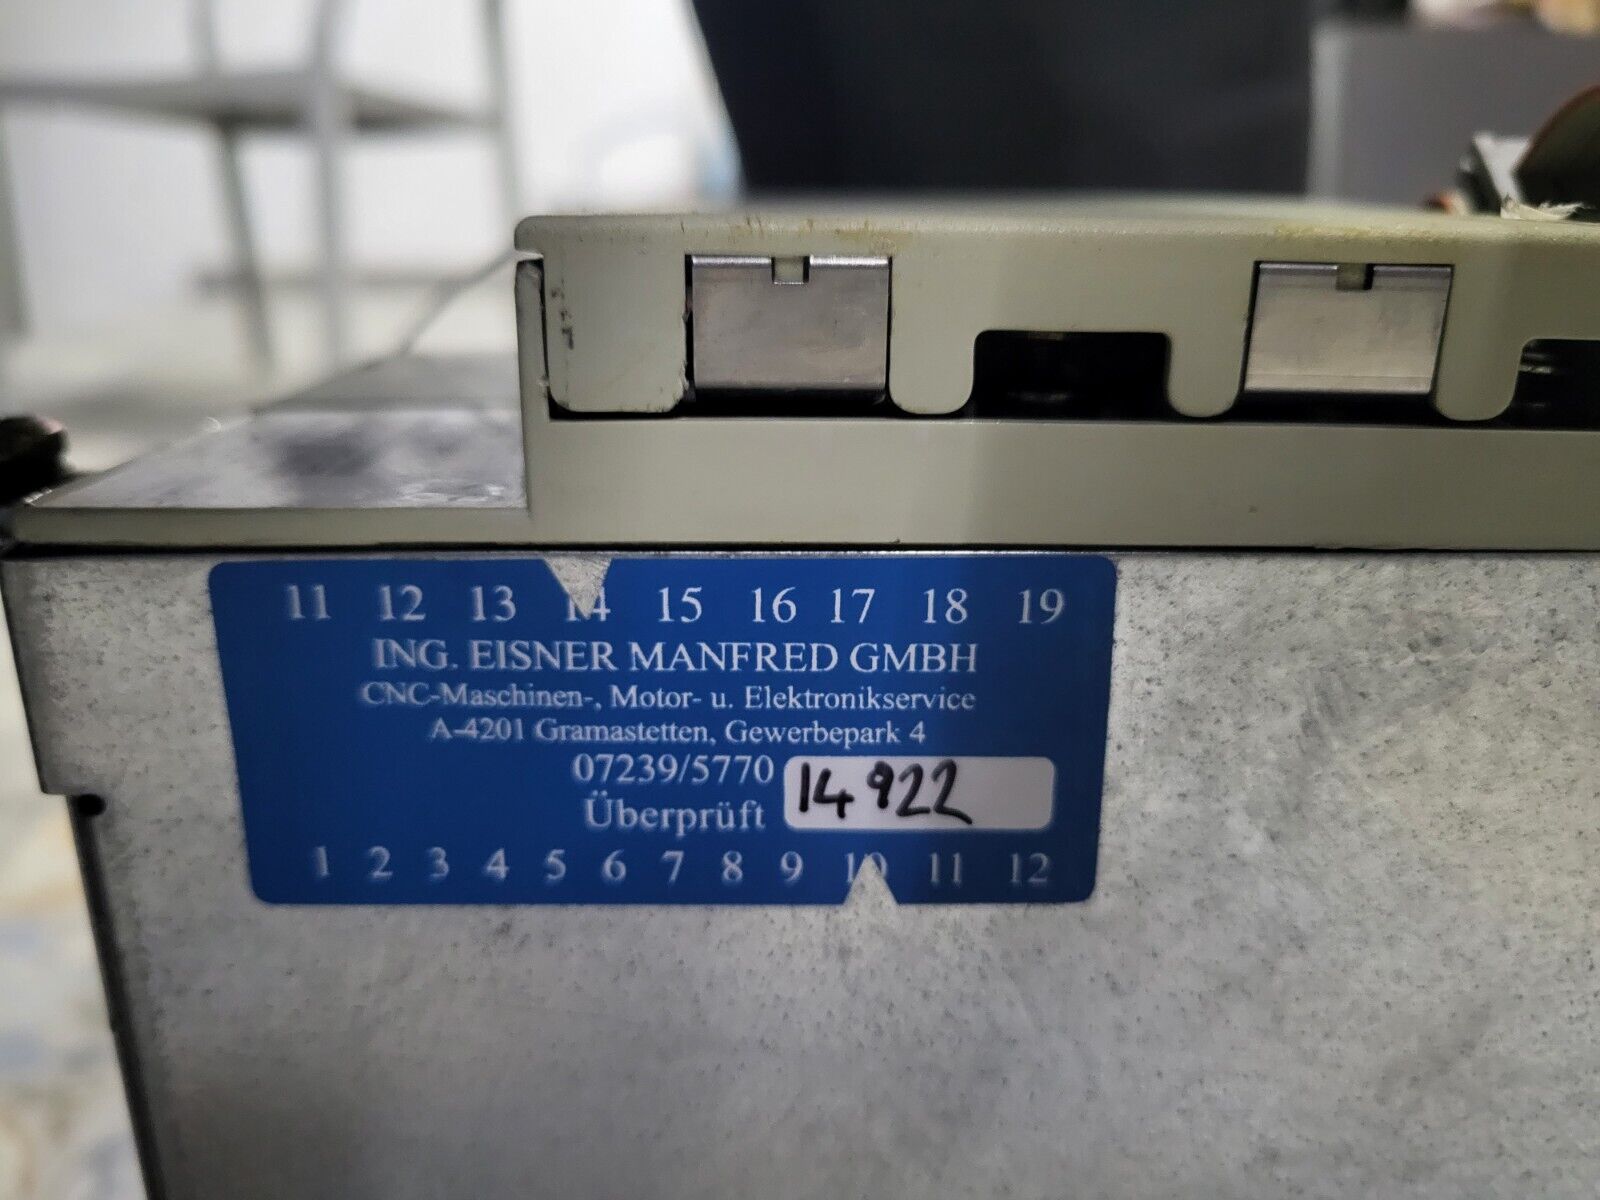 11 12 13 14 15 16 17 18 19
ING. EISNER MANFRED GMBH
CNC-Maschinen-, Motor- u. Elektronikservice
A-4201 Gramastetten, Gewerbepark 4
07239/5770
Überprüft 14922
1 2 3 4 5 6 7 8 9 10 11 12